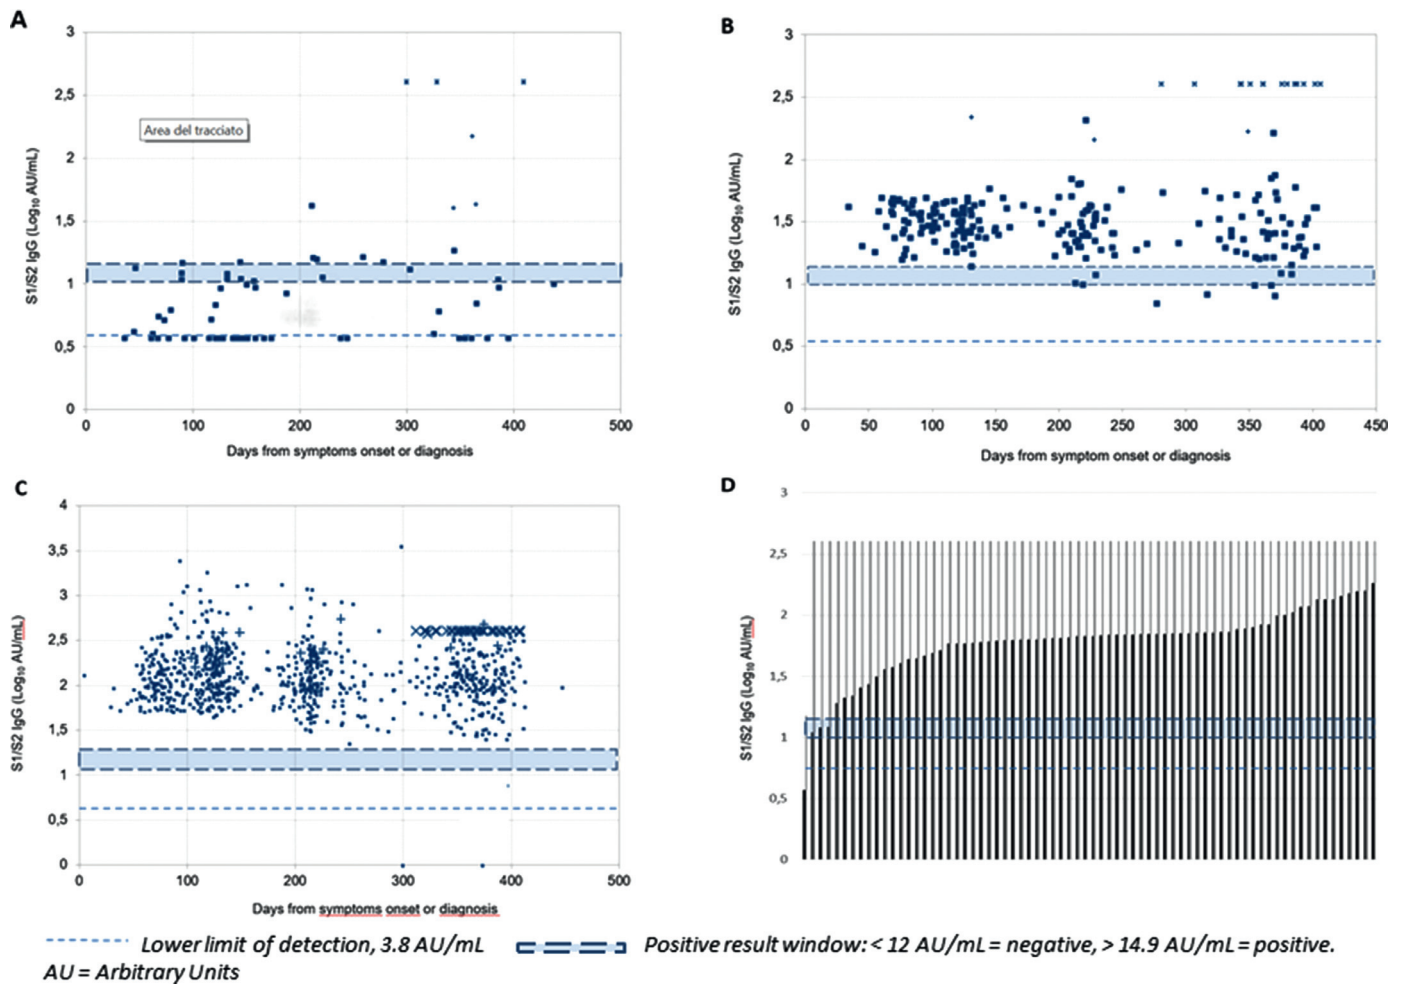 A
3
2,5
2
1,5
1
0,5
0
S1/S2 IgG (Log10 AU/mL)
Area del tracciato
0 100 200 300 400 500
Days from symptoms onset or diagnosis
B
3
2,5
2
1,5
1
0,5
0
S1/S2 IgG (Log10 AU/mL)
0 50 100 150 200 250 300 350 400 450
Days from symptom onset or diagnosis
C
4
3,5
3
2,5
2
1,5
1
0,5
0
S1/S2 IgG (Log10 AU/mL)
0 100 200 300 400 500
Days from symptoms onset or diagnosis
D
3
2,5
2
1,5
1
0,5
0
S1/S2 IgG (Log10 AU/mL)
Lower limit of detection, 3.8 AU/mL
Positive result window: < 12 AU/mL = negative, > 14.9 AU/mL = positive.
AU = Arbitrary Units